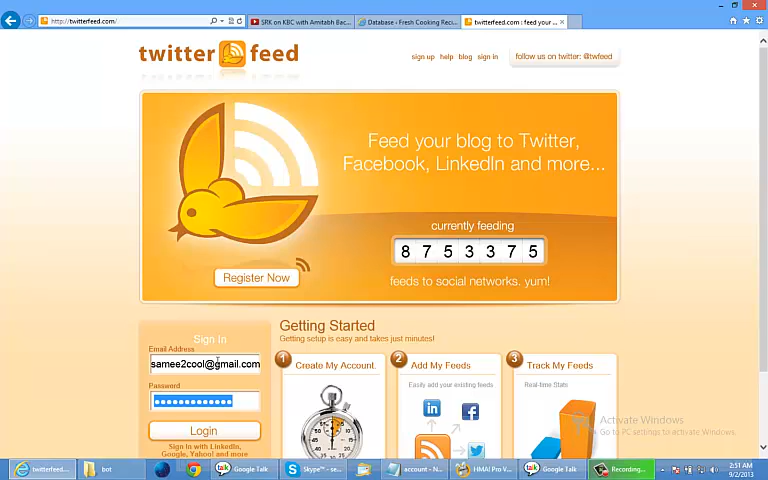 http://twitterfeed.com/
SRK on KBC with Amitabh Bac...
Database ‹ Fresh Cooking Reci...
twitterfeed.com : feed your ...
twitter feed
sign up help blog sign in
follow us on twitter: @twfeed
Feed your blog to Twitter,
Facebook, LinkedIn and more...
currently feeding
8 7 5 3 3 7 5
feeds to social networks. yum!
Register Now
Sign In
Email Address
samee2cool@gmail.com
Password
Login
Sign in with LinkedIn,
Google, Yahoo! and more
Getting Started
Getting setup is easy and takes just minutes!
1 Create My Account.
2 Add My Feeds
Easily add your existing feeds
3 Track My Feeds
Real-time Stats
Activate Windows
Go to PC settings to activate Windows.
twitterfeed...
bot
Google Talk
Skype™ - se...
account - N...
HMA! Pro V...
Google Talk
Recording...
2:51 AM
9/2/2013